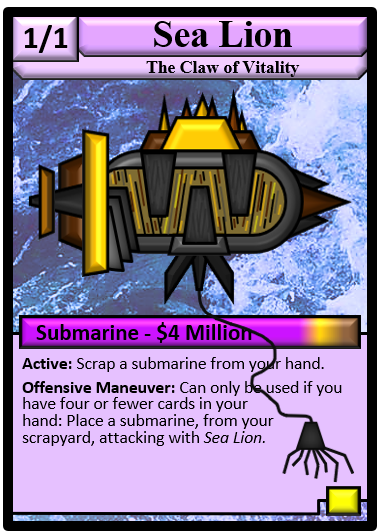 1/1
Sea Lion
The Claw of Vitality
Submarine - $4 Million
Active: Scrap a submarine from your hand.
Offensive Maneuver: Can only be used if you
have four or fewer cards in your
hand: Place a submarine, from your
scrapyard, attacking with Sea Lion.